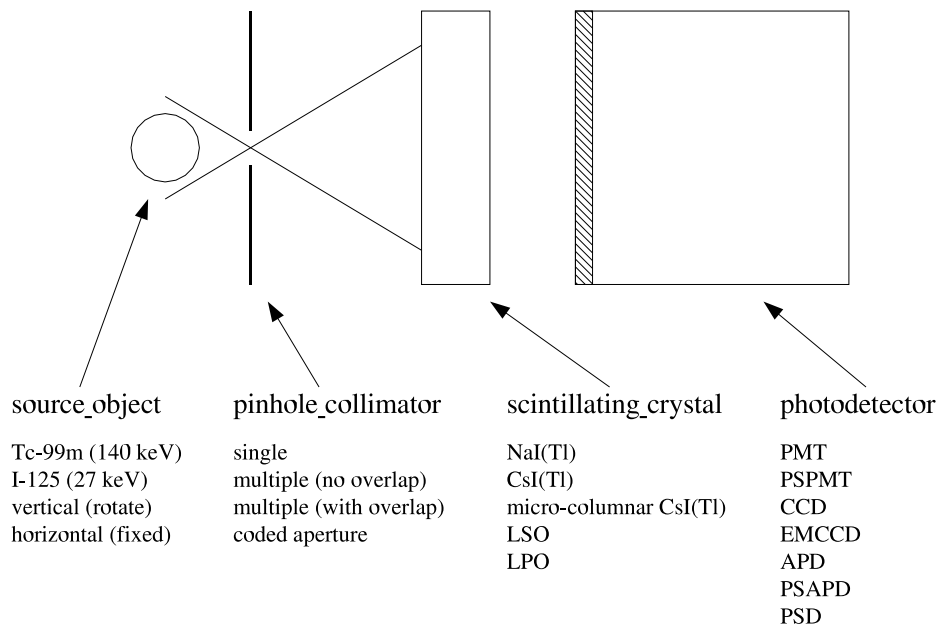 source_object
Tc-99m (140 keV)
I-125 (27 keV)
vertical (rotate)
horizontal (fixed)
pinhole_collimator
single
multiple (no overlap)
multiple (with overlap)
coded aperture
scintillating_crystal
NaI(Tl)
CsI(Tl)
micro-columnar CsI(Tl)
LSO
LPO
photodetector
PMT
PSPMT
CCD
EMCCD
APD
PSAPD
PSD